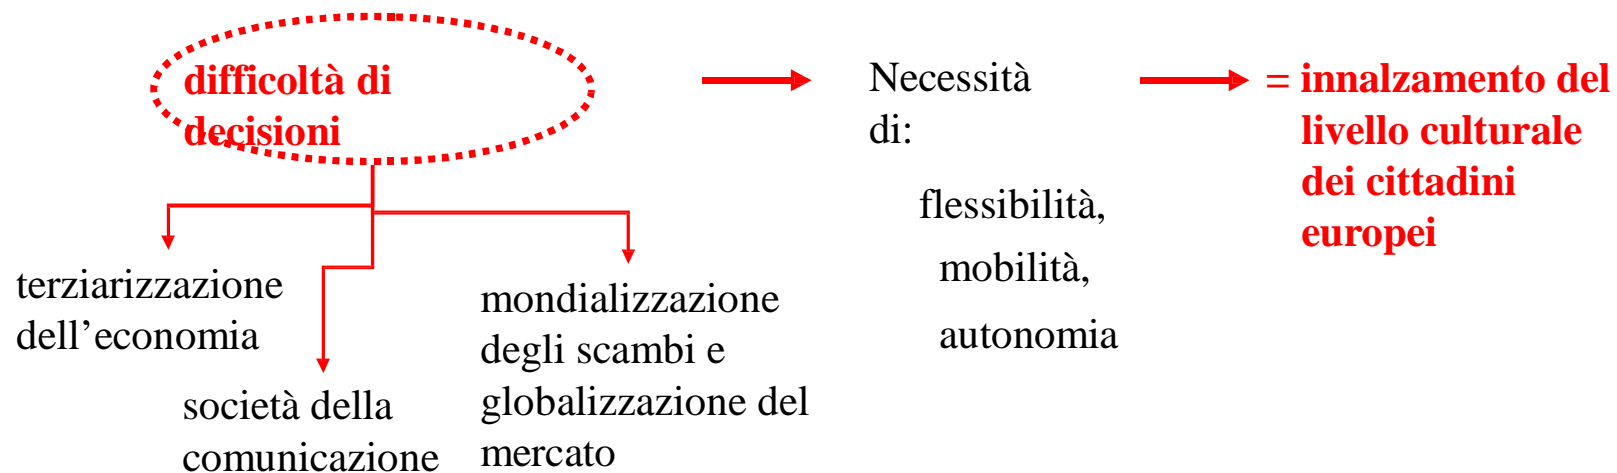 difficoltà di
decisioni
Necessità
di:
flessibilità,
mobilità,
autonomia
= innalzamento del
livello culturale
dei cittadini
europei
terziarizzazione
dell’economia
società della
comunicazione
mondializzazione
degli scambi e
globalizzazione del
mercato